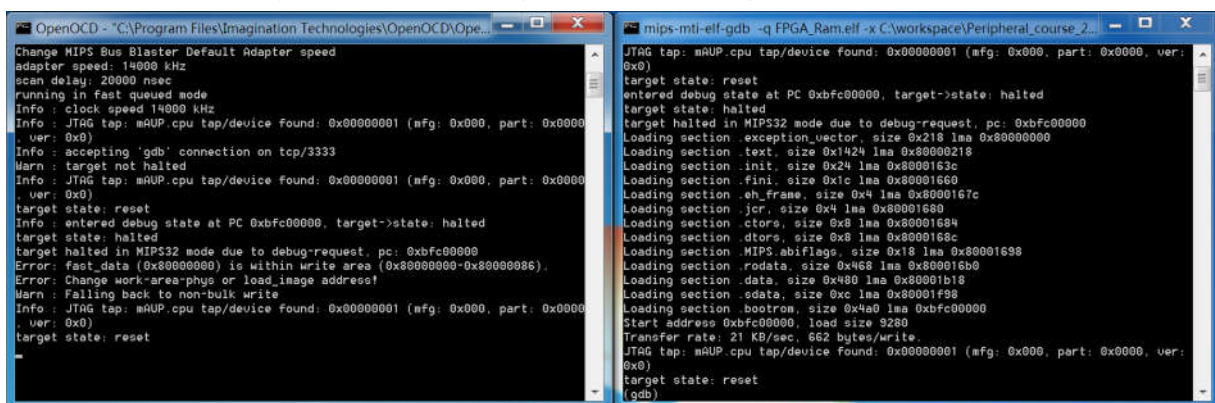 OpenOCD - "C:\Program Files\Imagination Technologies\OpenOCD\Ope...
Change MIPS Bus Blaster Default Adapter speed
adapter speed: 14000 kHz
scan delay: 20000 nsec
running in fast queued mode
Info : clock speed 14000 kHz
Info : JTAG tap: mAUP.cpu tap/device found: 0x00000001 (mfg: 0x000, part: 0x0000
, ver: 0x0)
Info : accepting 'gdb' connection on tcp/3333
Warn : target not halted
Info : JTAG tap: mAUP.cpu tap/device found: 0x00000001 (mfg: 0x000, part: 0x0000
, ver: 0x0)
target state: reset
Info : entered debug state at PC 0xbfc00000, target->state: halted
target state: halted
target halted in MIPS32 mode due to debug-request, pc: 0xbfc00000
Error: fast_data (0x80000000) is within write area (0x80000000-0x80000086).
Error: Change work-area-phys or load_image address!
Warn : Falling back to non-bulk write
Info : JTAG tap: mAUP.cpu tap/device found: 0x00000001 (mfg: 0x000, part: 0x0000
, ver: 0x0)
target state: reset
mips-mti-elf-gdb -q FPGA_Ram.elf -x C:\workspace\Peripheral_course_2...
JTAG tap: mAUP.cpu tap/device found: 0x00000001 (mfg: 0x000, part: 0x0000, ver:
0x0)
target state: reset
entered debug state at PC 0xbfc00000, target->state: halted
target state: halted
target halted in MIPS32 mode due to debug-request, pc: 0xbfc00000
Loading section .exception_vector, size 0x218 lma 0x80000000
Loading section .text, size 0x1424 lma 0x80000218
Loading section .init, size 0x24 lma 0x8000163c
Loading section .fini, size 0x1c lma 0x80001660
Loading section .eh_frame, size 0x4 lma 0x8000167c
Loading section .jcr, size 0x4 lma 0x80001680
Loading section .ctors, size 0x8 lma 0x80001684
Loading section .dtors, size 0x8 lma 0x8000168c
Loading section .MIPS.abiflags, size 0x18 lma 0x80001698
Loading section .rodata, size 0x468 lma 0x800016b0
Loading section .data, size 0x480 lma 0x80001b18
Loading section .sdata, size 0xc lma 0x80001f98
Loading section .bootrom, size 0x4a0 lma 0xbfc00000
Start address 0xbfc00000, load size 9280
Transfer rate: 21 KB/sec, 662 bytes/write.
JTAG tap: mAUP.cpu tap/device found: 0x00000001 (mfg: 0x000, part: 0x0000, ver:
0x0)
target state: reset
(gdb)